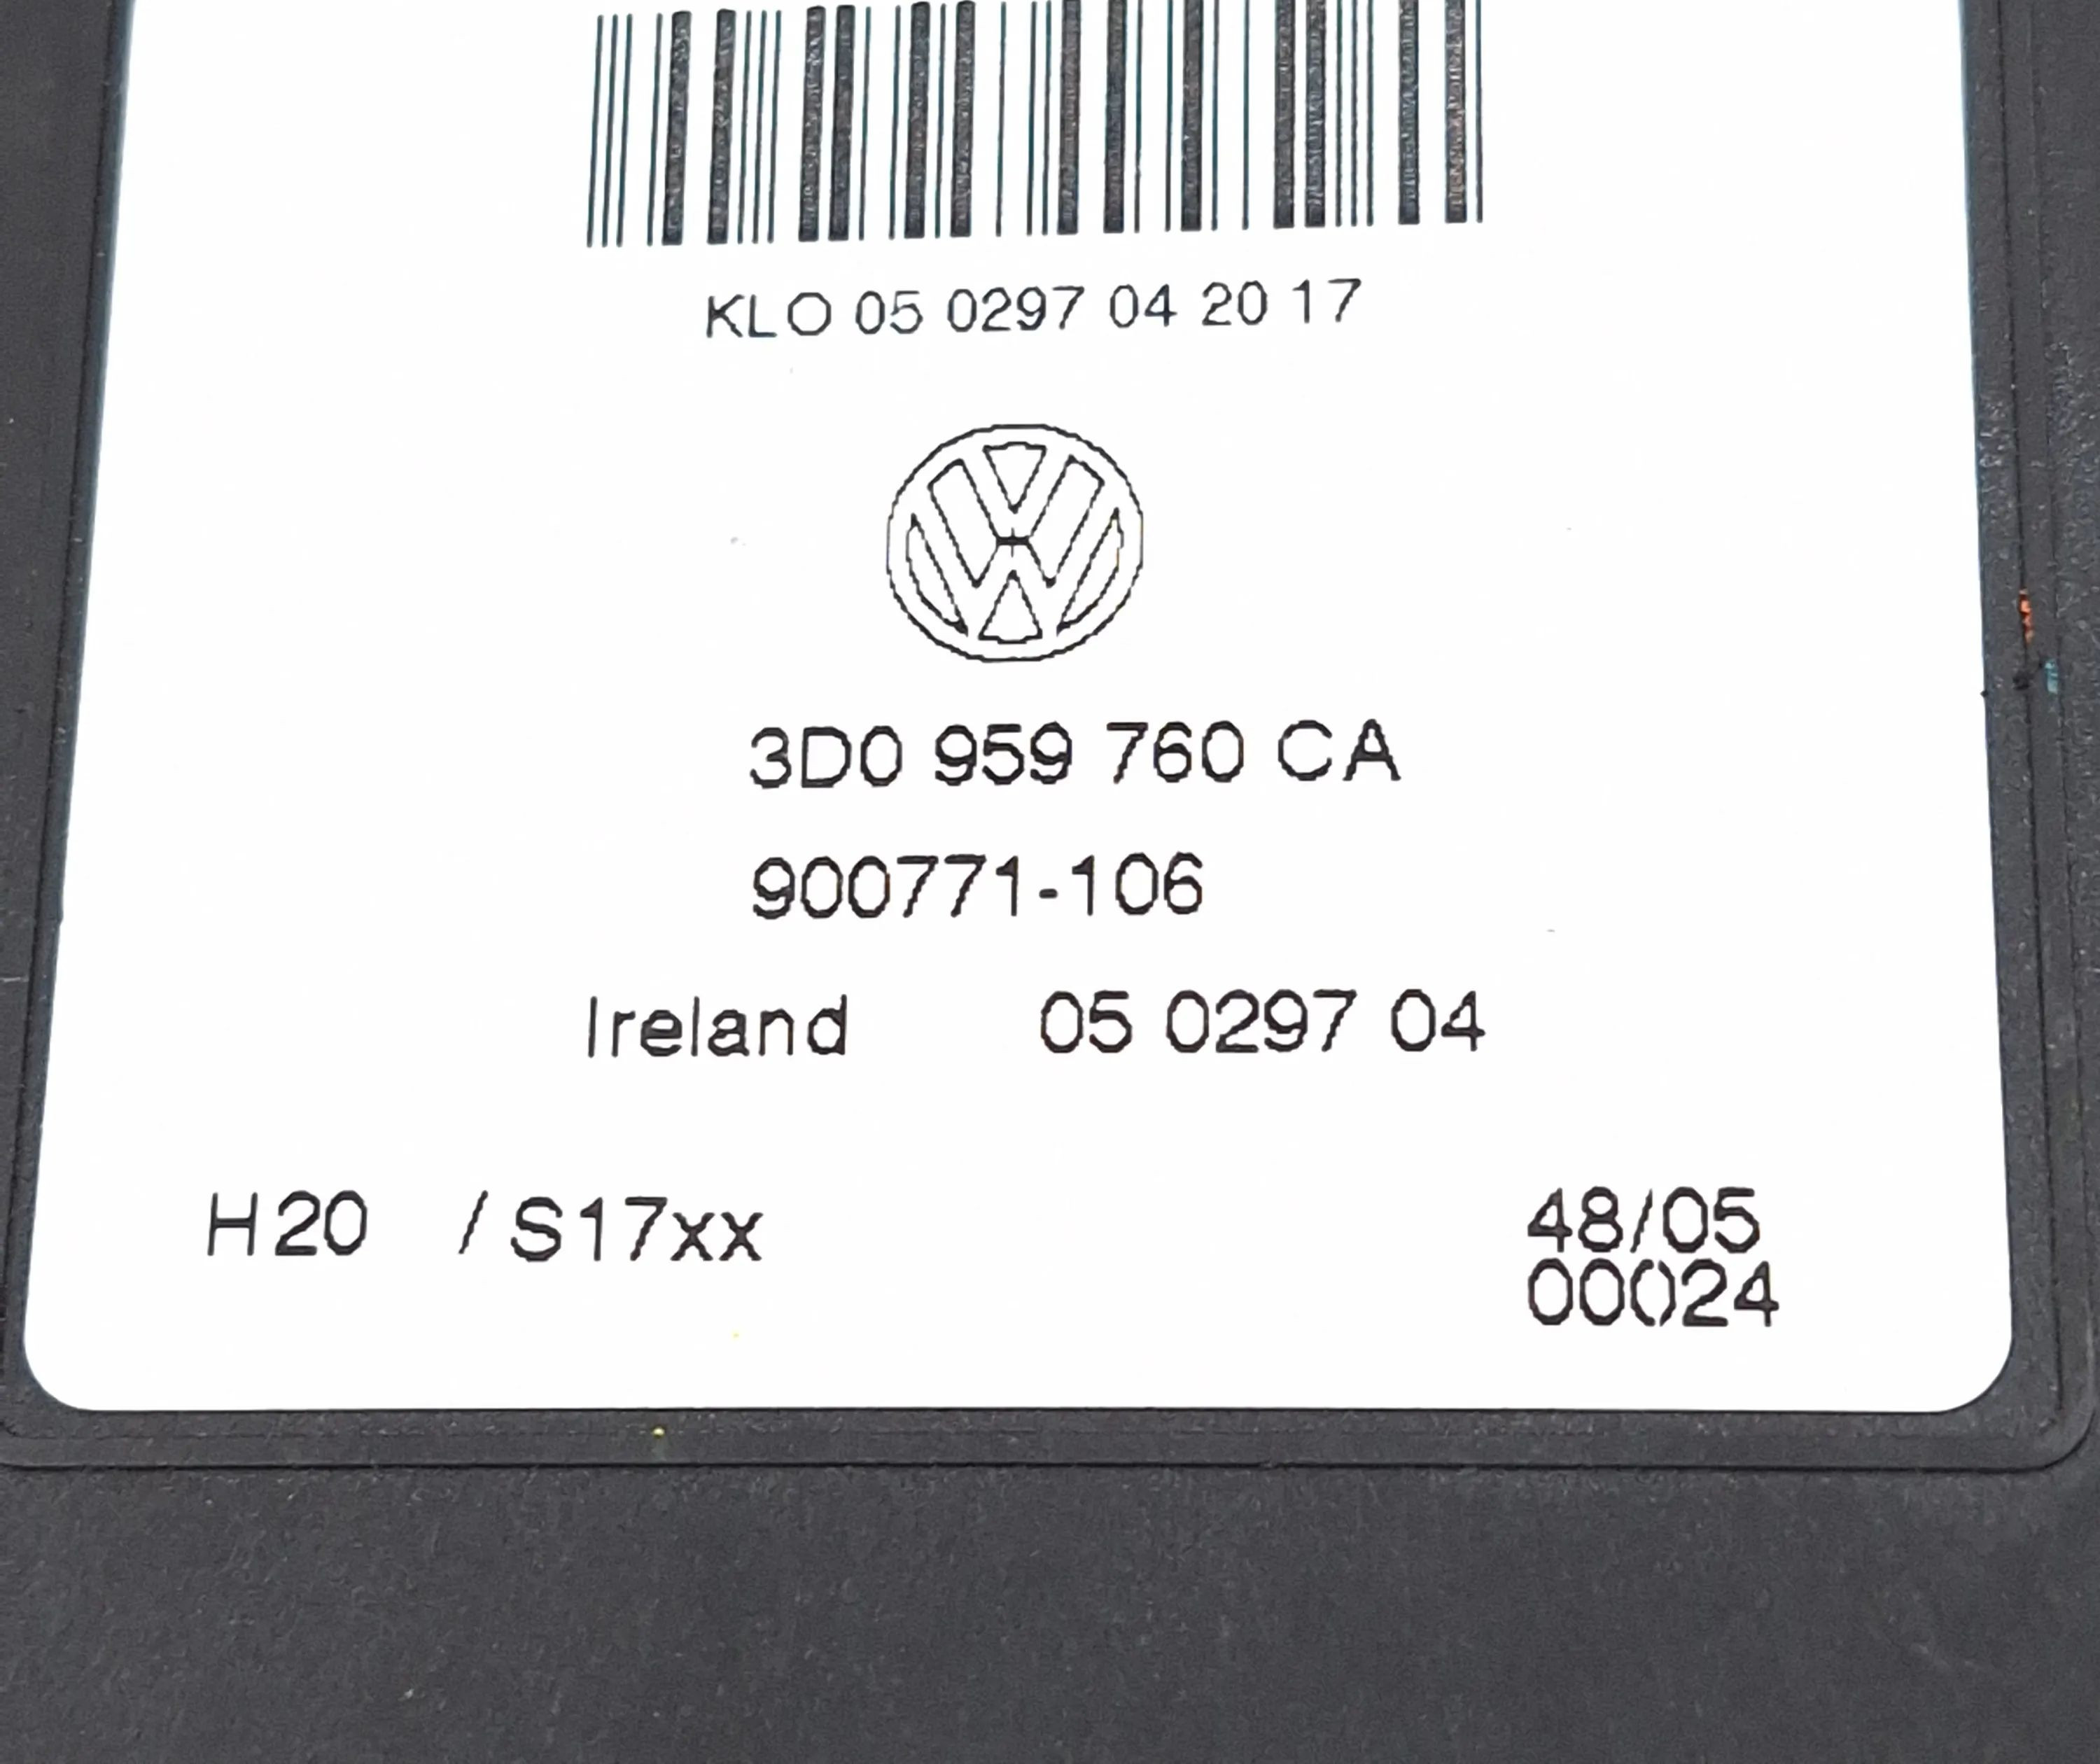 KLO 05 0297 04 20 17
3D0 959 760 CA
900771-106
Ireland 05 0297 04
H20 / S17xx
48/05
00024